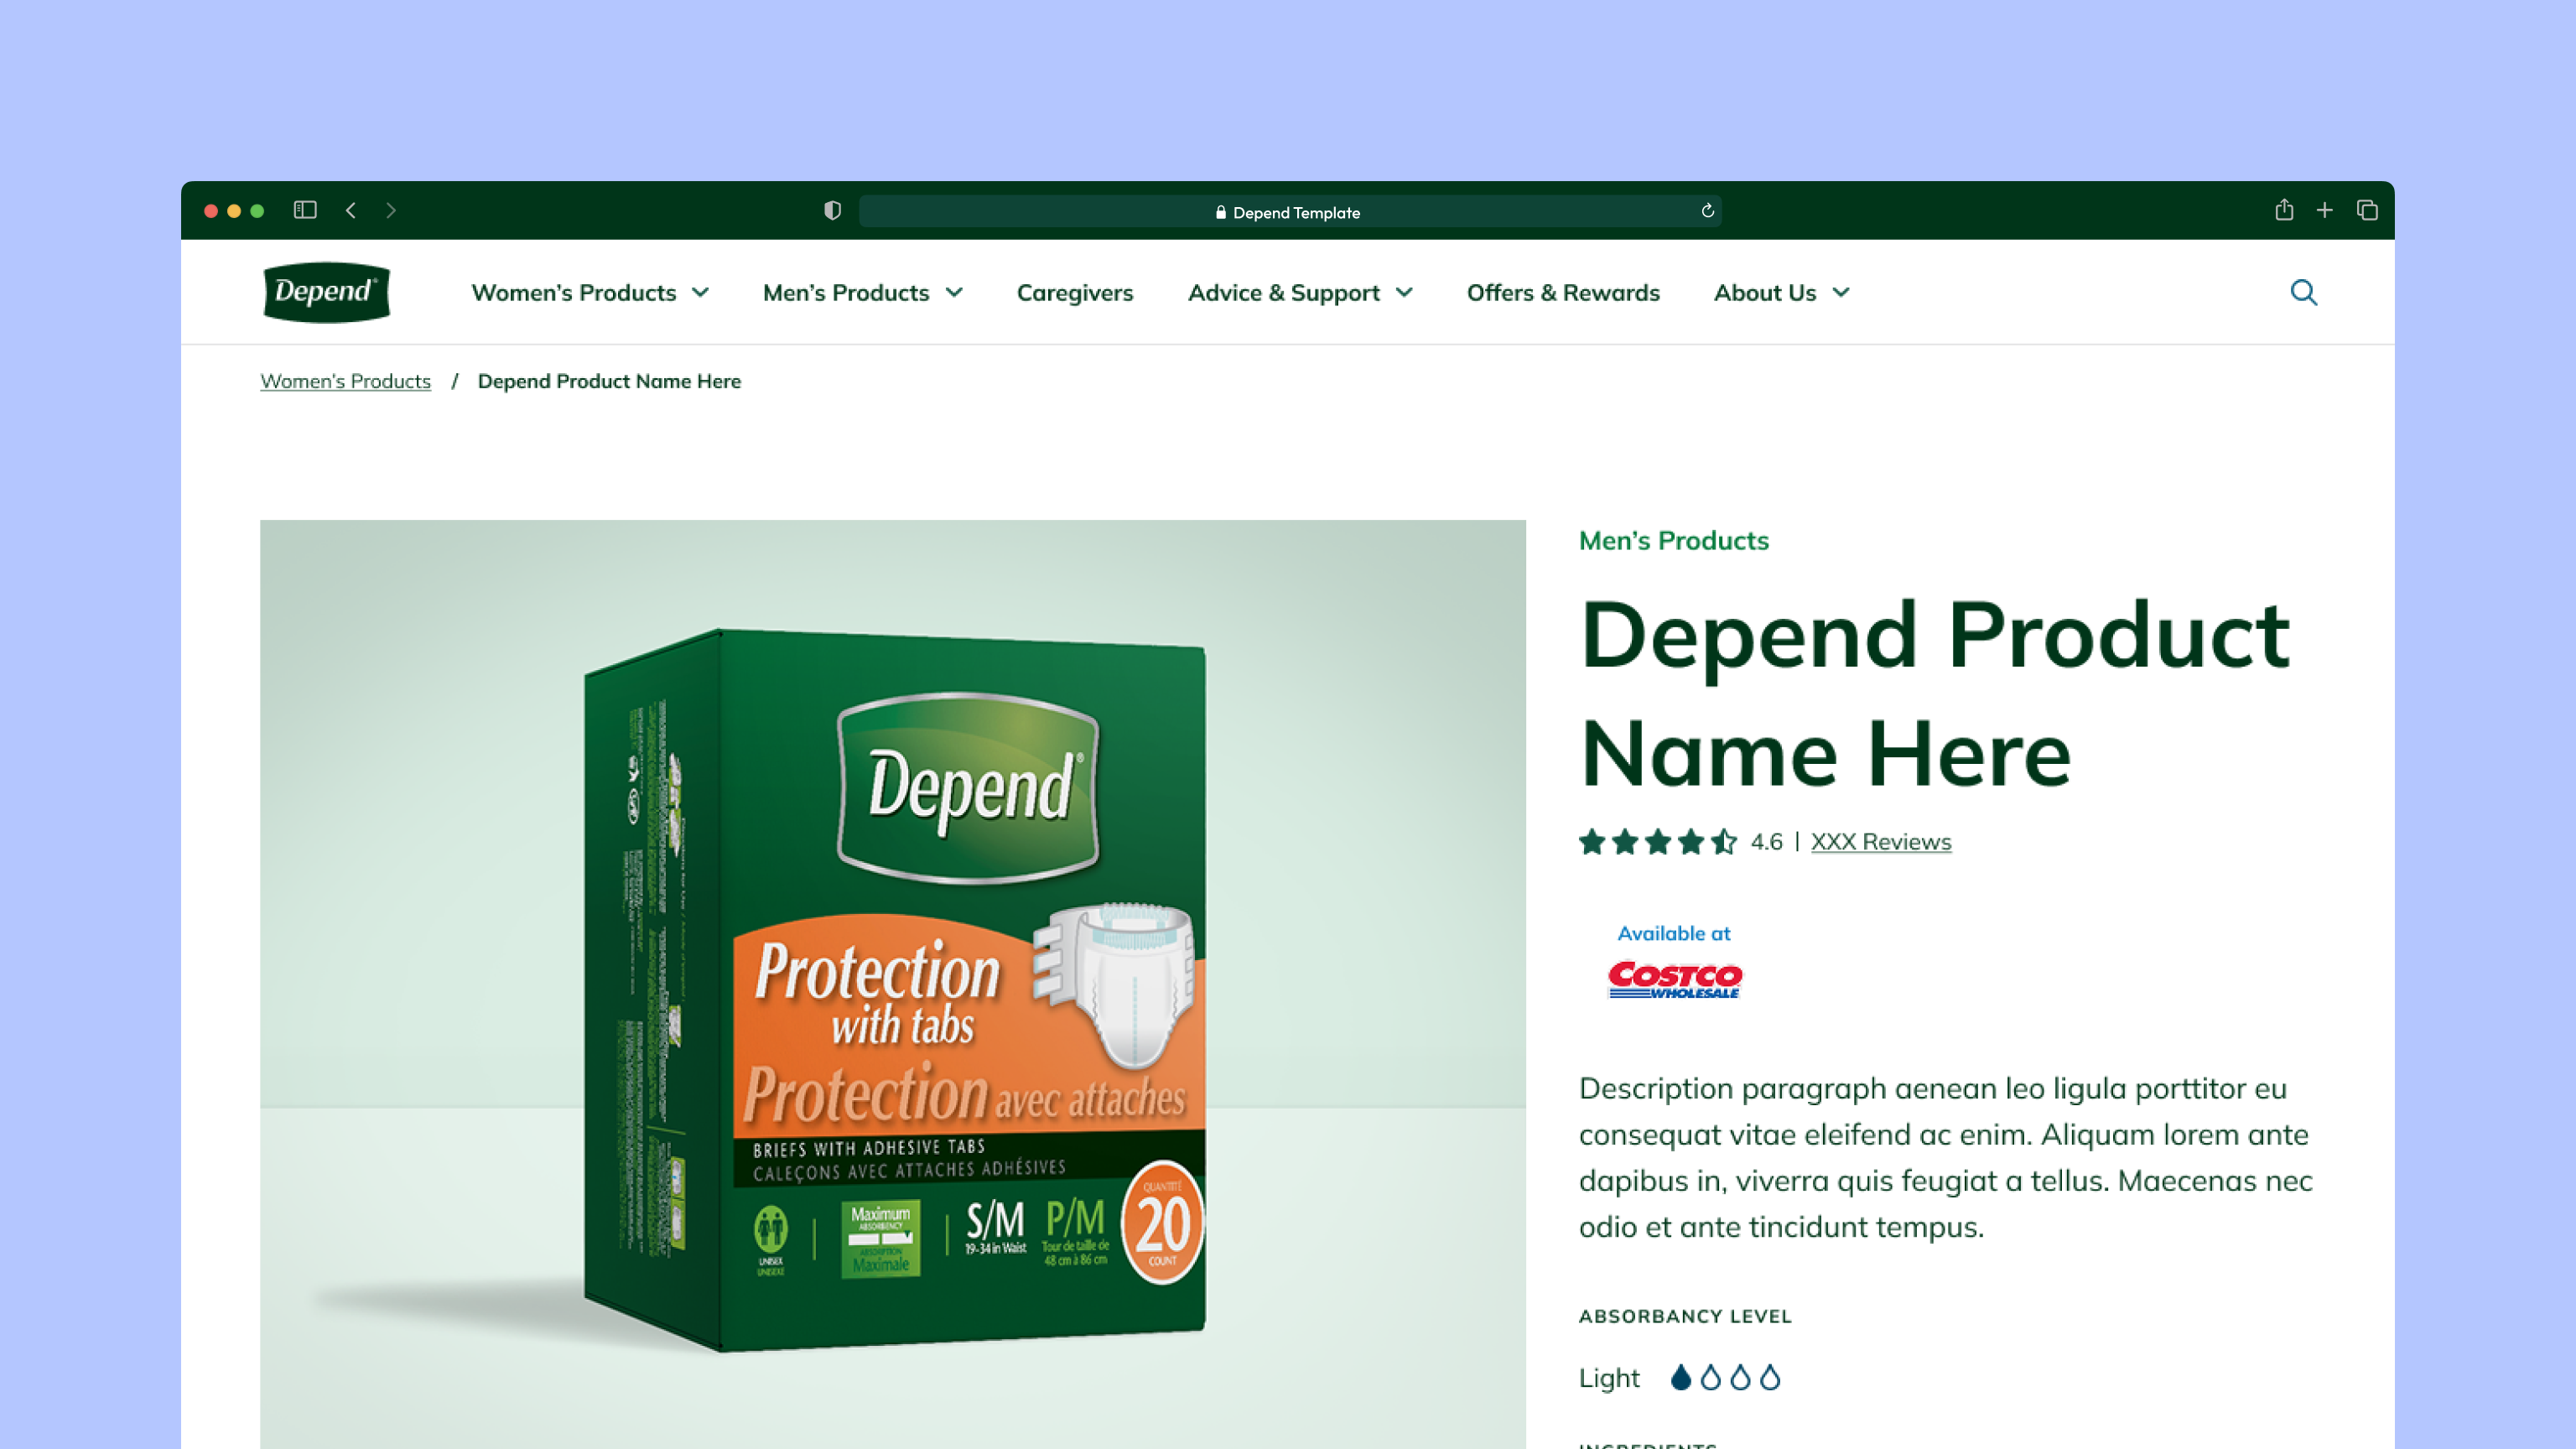 Depend Template
Depend®
Women's Products
Men's Products
Caregivers
Advice & Support
Offers & Rewards
About Us
Women's Products / Depend Product Name Here
Depend®
Protection
with tabs
Protection avec attaches
BRIEFS WITH ADHESIVE TABS
CALEÇONS AVEC ATTACHES ADHÉSIVES
UNISEX
UNISEXE
Maximum
ABSORBENCY
ABSORPTION
Maximale
S/M
19-34 in Waist
P/M
Tour de taille de
48 cm à 86 cm
QUANTITÉ
20
COUNT
Men's Products
Depend Product
Name Here
4.6 | XXX Reviews
Available at
COSTCO
WHOLESALE
Description paragraph aenean leo ligula porttitor eu
consequat vitae eleifend ac enim. Aliquam lorem ante
dapibus in, viverra quis feugiat a tellus. Maecenas nec
odio et ante tincidunt tempus.
ABSORBANCY LEVEL
Light
INGREDIENTS